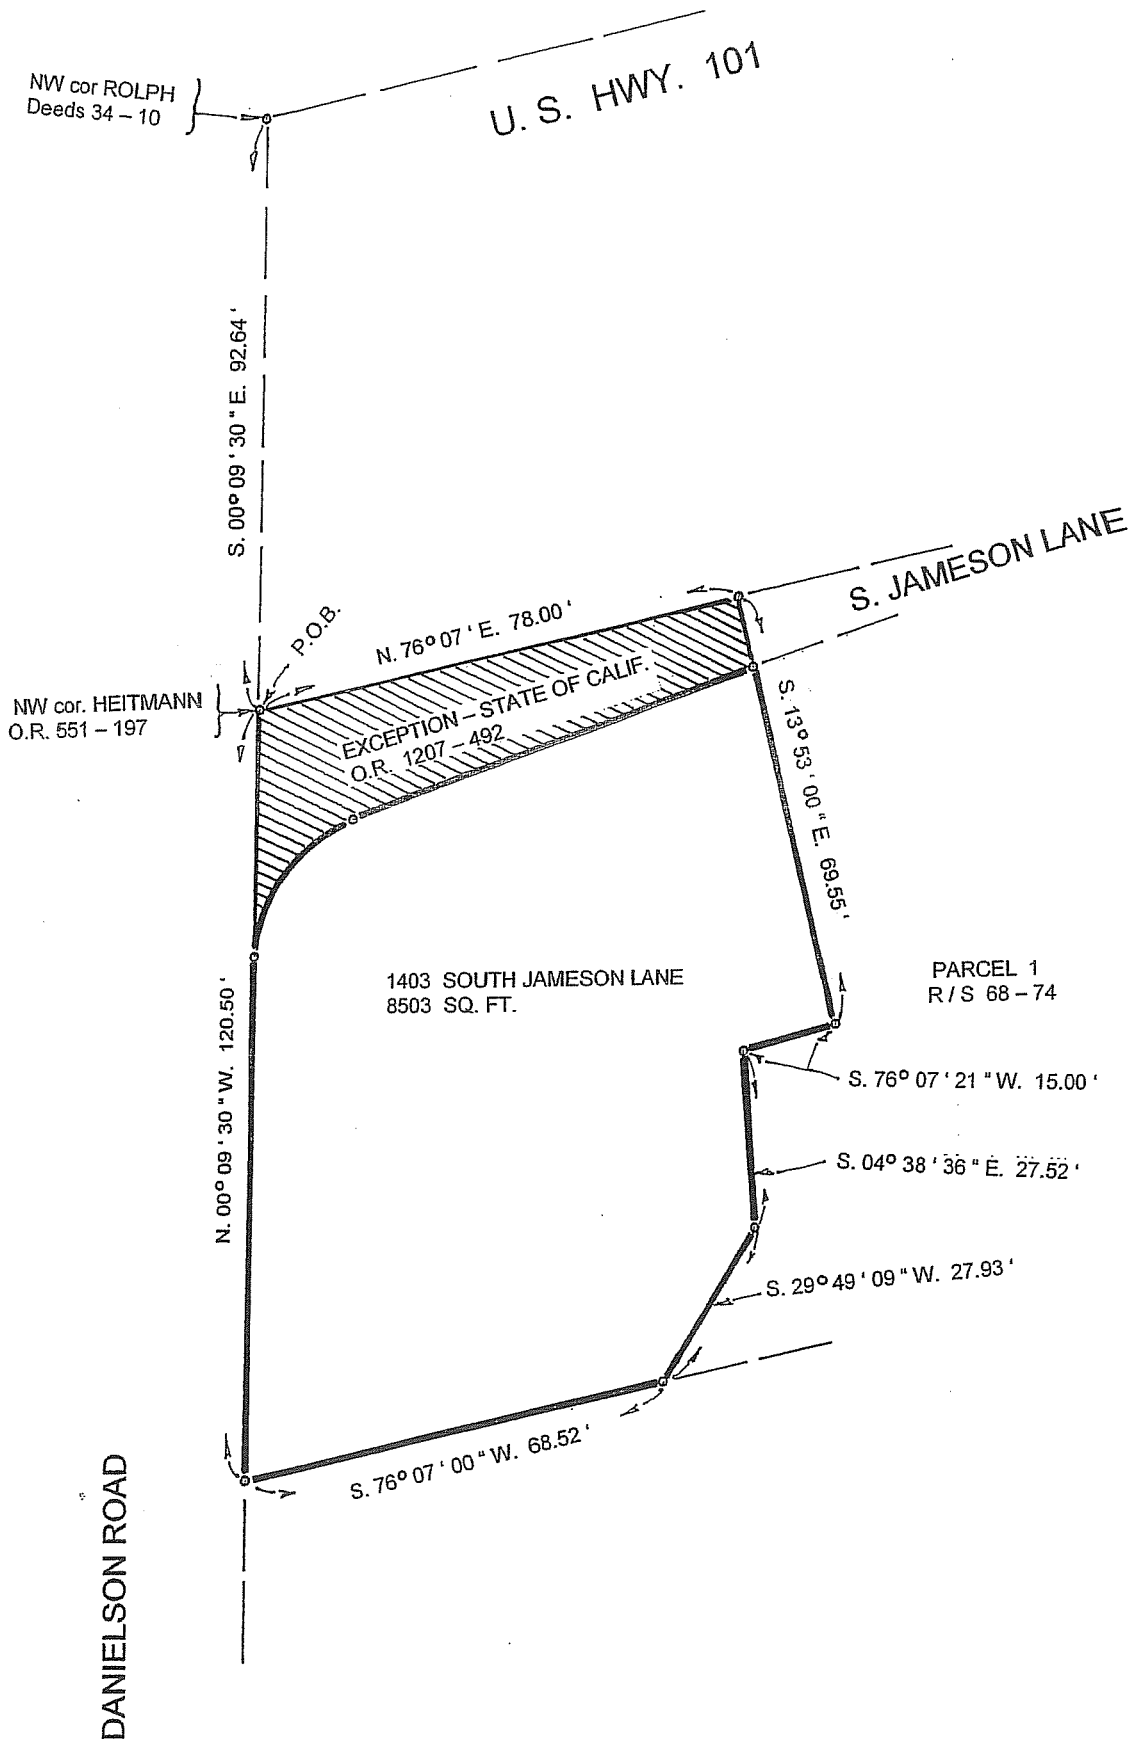 U. S. HWY. 101
NW cor ROLPH
Deeds 34 – 10
S. 00° 09 ' 30 " E. 92.64 '
S. JAMESON LANE
P.O.B.
N. 76° 07 ' E. 78.00 '
NW cor. HEITMANN
O.R. 551 – 197
EXCEPTION – STATE OF CALIF.
O.R. 1207 – 492
S. 13° 53 ' 00 " E. 69.55 '
1403 SOUTH JAMESON LANE
8503 SQ. FT.
PARCEL 1
R / S 68 – 74
N. 00° 09 ' 30 " W. 120.50 '
S. 76° 07 ' 21 " W. 15.00 '
S. 04° 38 ' 36 " E. 27.52 '
S. 29° 49 ' 09 " W. 27.93 '
S. 76° 07 ' 00 " W. 68.52 '
DANIELSON ROAD